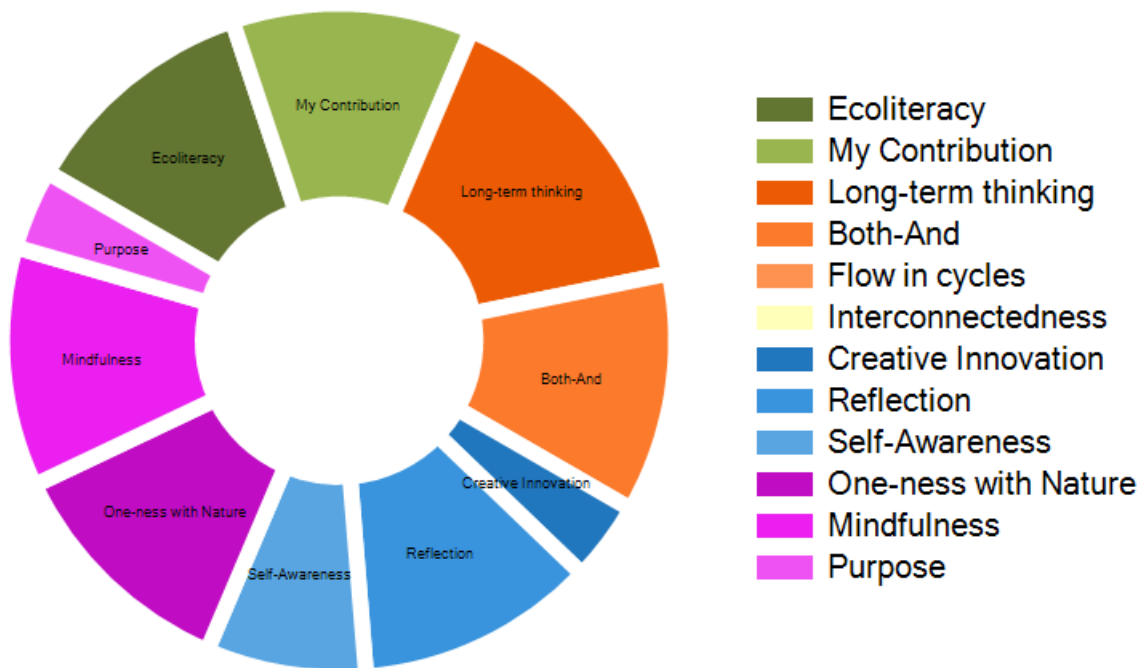 My Contribution
Ecoliteracy
Long-term thinking
Purpose
Mindfulness
Both-And
Creative Innovation
One-ness with Nature
Reflection
Self-Awareness
Ecoliteracy
My Contribution
Long-term thinking
Both-And
Flow in cycles
Interconnectedness
Creative Innovation
Reflection
Self-Awareness
One-ness with Nature
Mindfulness
Purpose